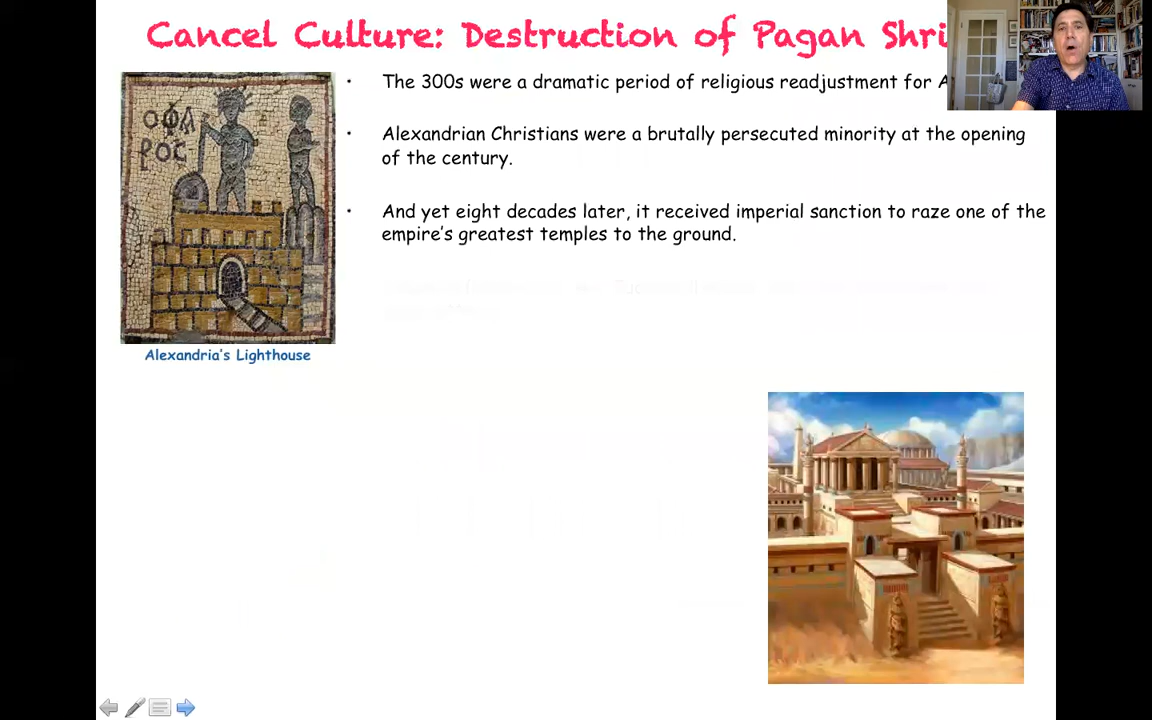 Cancel Culture: Destruction of Pagan
The 300s were a dramatic period of religious readjustment for
Alexandrian Christians were a brutally persecuted minority at the opening
of the century.
And yet eight decades later, it received imperial sanction to raze one of the
empire's greatest temples to the ground.
ΟΦΑ
ΡΟϹ
Alexandria's Lighthouse